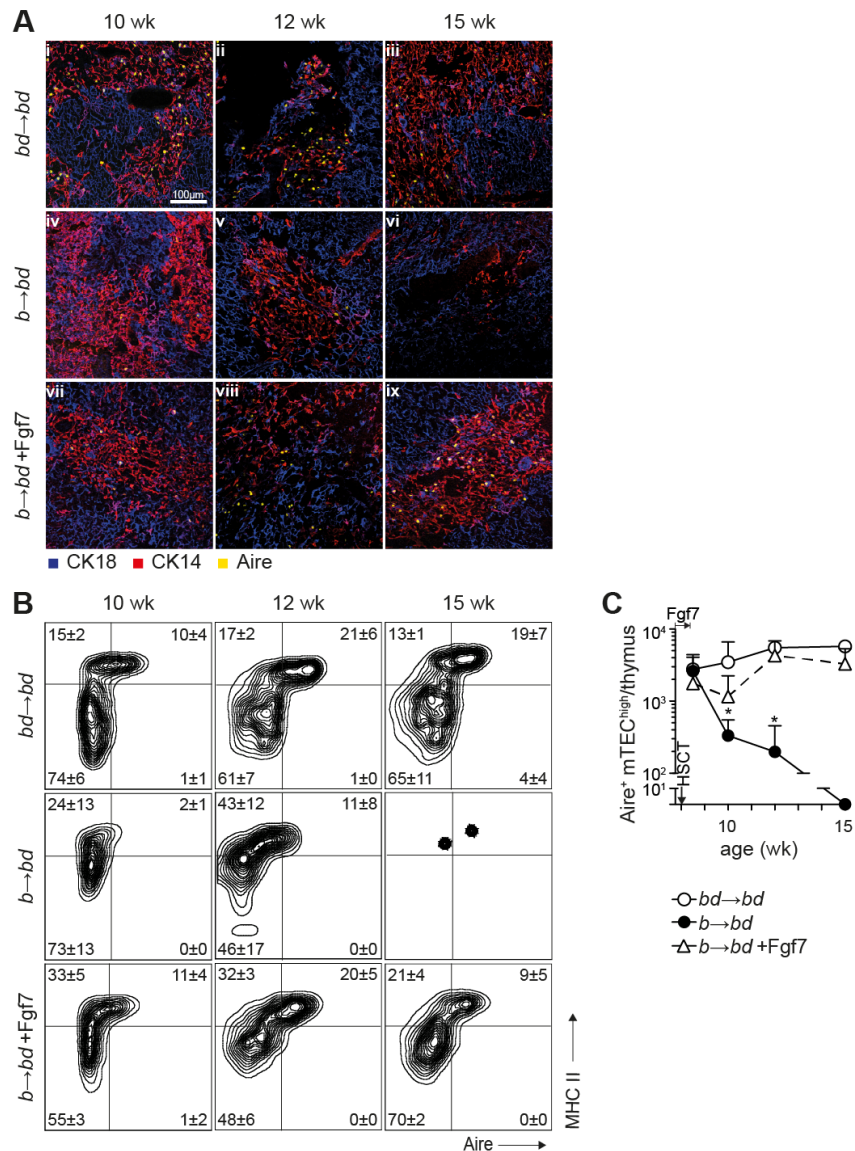 A
10 wk 12 wk 15 wk
bd→bd
i ii iii
100µm
b→bd
iv v vi
b→bd +Fgf7
vii viii ix
CK18 CK14 Aire
B
10 wk 12 wk 15 wk
bd→bd
15±2 10±4 17±2 21±6 13±1 19±7
74±6 1±1 61±7 1±0 65±11 4±4
b→bd
24±13 2±1 43±12 11±8
73±13 0±0 46±17 0±0
b→bd +Fgf7
33±5 11±4 32±3 20±5 21±4 9±5
55±3 1±2 48±6 0±0 70±2 0±0
Aire
MHC II
C
Fgf7
10⁴
10³
10²
10¹
Aire⁺ mTECʰⁱᵍʰ/thymus
HSCT
* *
10 15
age (wk)
bd→bd
b→bd
b→bd +Fgf7